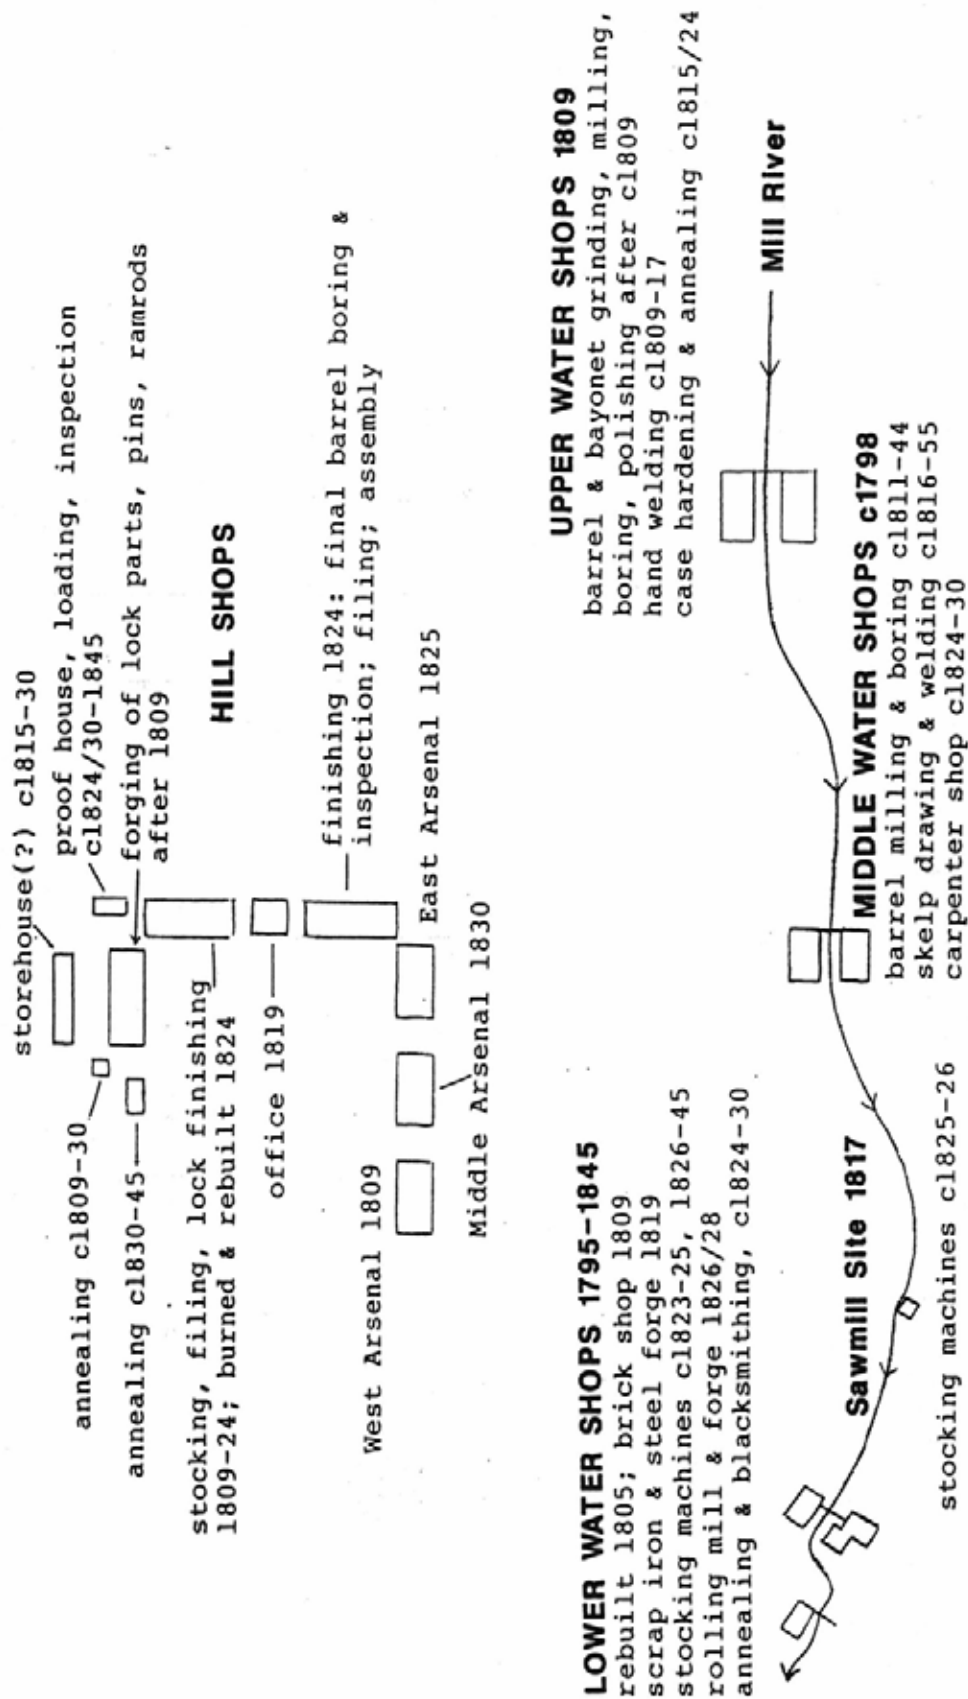 storehouse(?) c1815-30
proof house, loading, inspection
c1824/30-1845
annealing c1809-30
forging of lock parts, pins, ramrods
after 1809
annealing c1830-45
HILL SHOPS
stocking, filing, lock finishing
1809-24; burned & rebuilt 1824
office 1819
finishing 1824: final barrel boring &
inspection; filing; assembly
West Arsenal 1809
East Arsenal 1825
Middle Arsenal 1830
LOWER WATER SHOPS 1795-1845
rebuilt 1805; brick shop 1809
scrap iron & steel forge 1819
stocking machines c1823-25, 1826-45
rolling mill & forge 1826/28
annealing & blacksmithing, c1824-30
UPPER WATER SHOPS 1809
barrel & bayonet grinding, milling,
boring, polishing after c1809
hand welding c1809-17
case hardening & annealing c1815/24
Mill River
Sawmill Site 1817
stocking machines c1825-26
MIDDLE WATER SHOPS c1798
barrel milling & boring c1811-44
skelp drawing & welding c1816-55
carpenter shop c1824-30